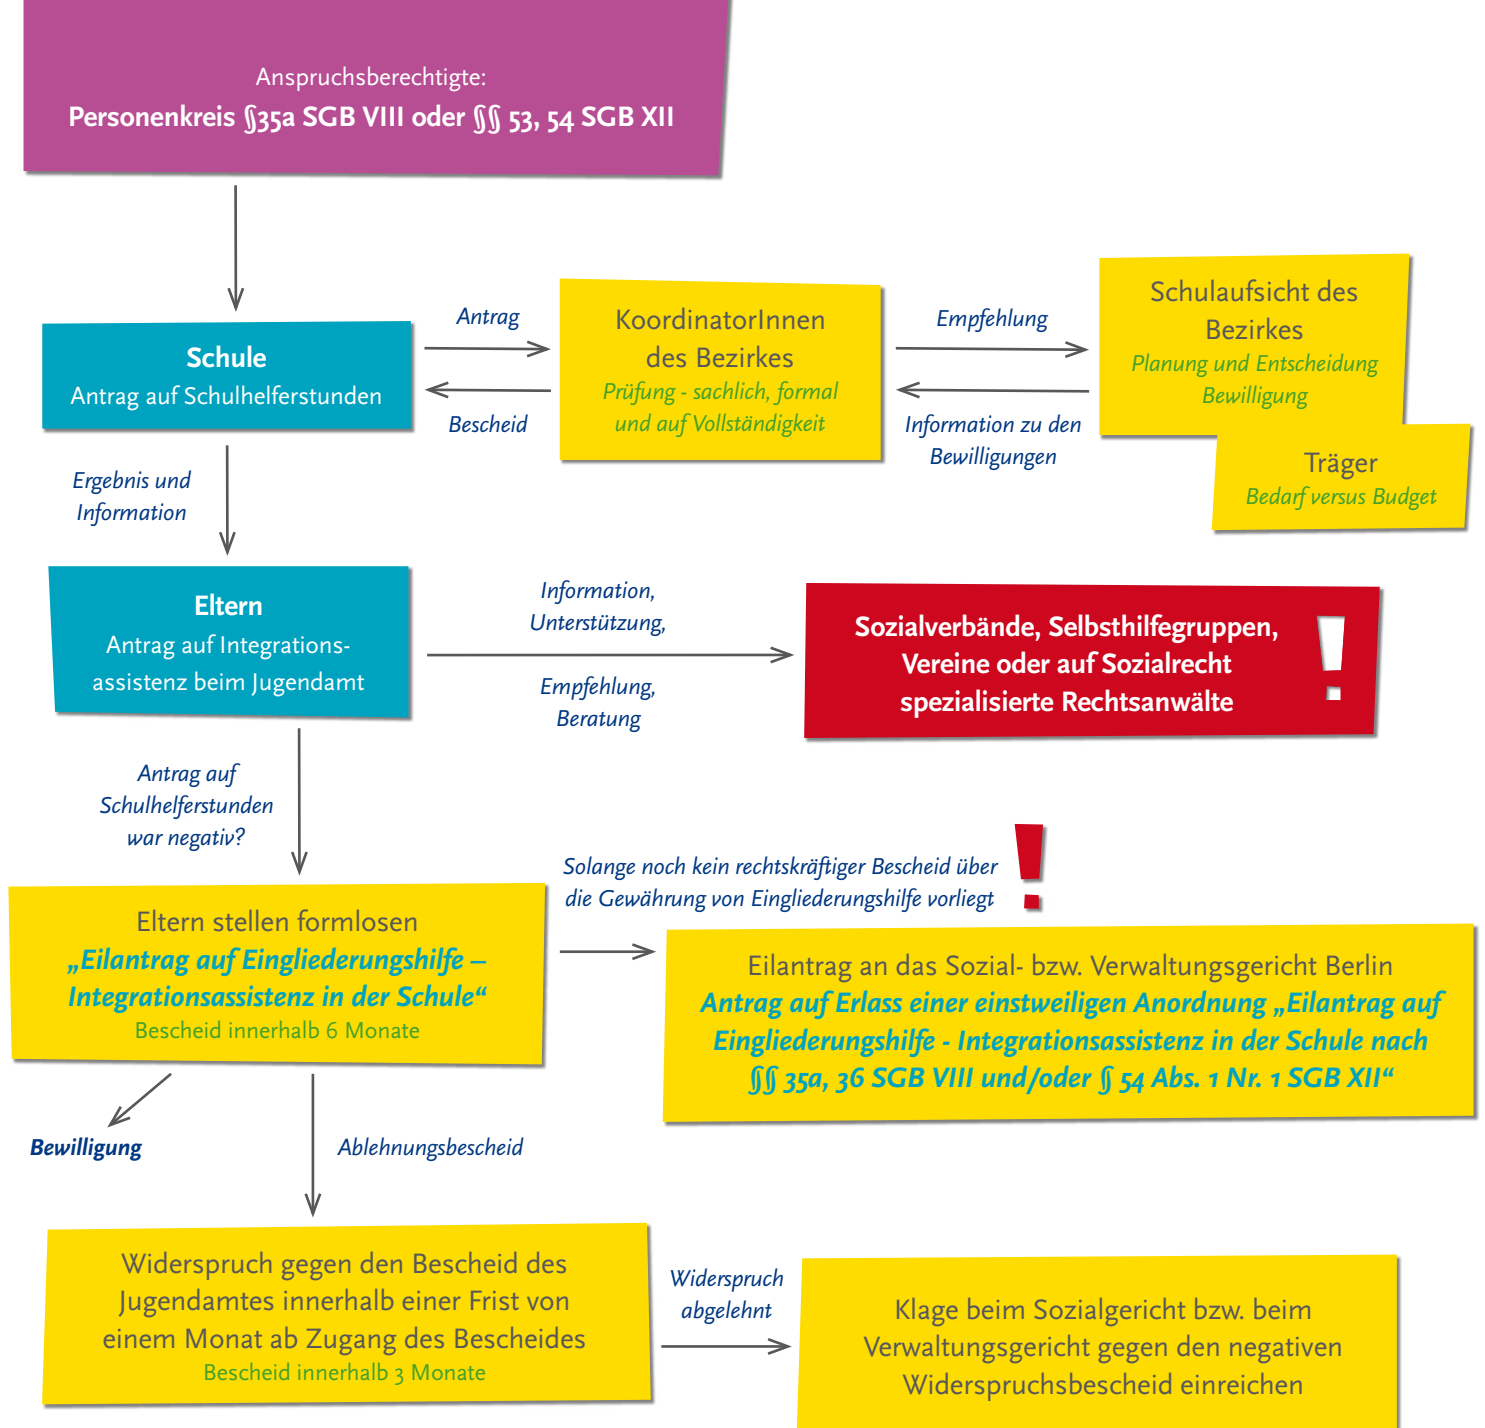 Anspruchsberechtigte:
Personenkreis §35a SGB VIII oder §§ 53, 54 SGB XII
Schule
Antrag auf Schulhelferstunden
Antrag
Bescheid
KoordinatorInnen
des Bezirkes
Prüfung - sachlich, formal
und auf Vollständigkeit
Empfehlung
Information zu den
Bewilligungen
Schulaufsicht des
Bezirkes
Planung und Entscheidung
Bewilligung
Träger
Bedarf versus Budget
Ergebnis und
Information
Eltern
Antrag auf Integrations-
assistenz beim Jugendamt
Information,
Unterstützung,
Empfehlung,
Beratung
Sozialverbände, Selbsthilfegruppen,
Vereine oder auf Sozialrecht
spezialisierte Rechtsanwälte
!
Antrag auf
Schulhelferstunden
war negativ?
Solange noch kein rechtskräftiger Bescheid über
die Gewährung von Eingliederungshilfe vorliegt
!
Eltern stellen formlosen
„Eilantrag auf Eingliederungshilfe –
Integrationsassistenz in der Schule“
Bescheid innerhalb 6 Monate
Eilantrag an das Sozial- bzw. Verwaltungsgericht Berlin
Antrag auf Erlass einer einstweiligen Anordnung „Eilantrag auf
Eingliederungshilfe - Integrationsassistenz in der Schule nach
§§ 35a, 36 SGB VIII und/oder § 54 Abs. 1 Nr. 1 SGB XII“
Bewilligung
Ablehnungsbescheid
Widerspruch gegen den Bescheid des
Jugendamtes innerhalb einer Frist von
einem Monat ab Zugang des Bescheides
Bescheid innerhalb 3 Monate
Widerspruch
abgelehnt
Klage beim Sozialgericht bzw. beim
Verwaltungsgericht gegen den negativen
Widerspruchsbescheid einreichen